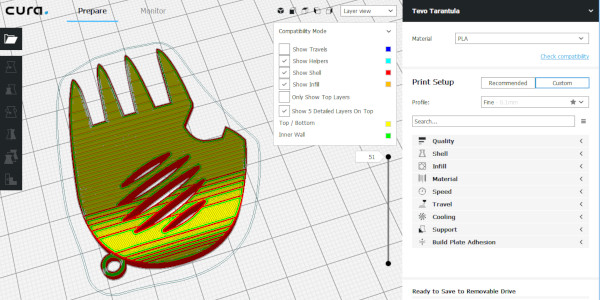 cura.
Prepare
Monitor
Layer view
Tevo Tarantula
Compatibility Mode
Show Travels
Show Helpers
Show Shell
Show Infill
Only Show Top Layers
Show 5 Detailed Layers On Top
Top / Bottom
Inner Wall
51
Material
PLA
Check compatibility
Print Setup
Recommended
Custom
Profile:
Fine 0.1mm
Search...
Quality
Shell
Infill
Material
Speed
Travel
Cooling
Support
Build Plate Adhesion
Ready to Save to Removable Drive